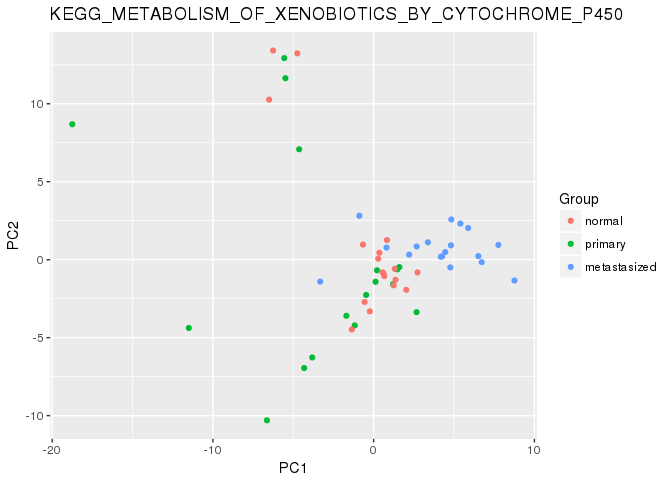 KEGG_METABOLISM_OF_XENOBIOTICS_BY_CYTOCHROME_P450
10
5
0
-5
-10
PC2
-20
-10
0
10
PC1
Group
normal
primary
metastasized